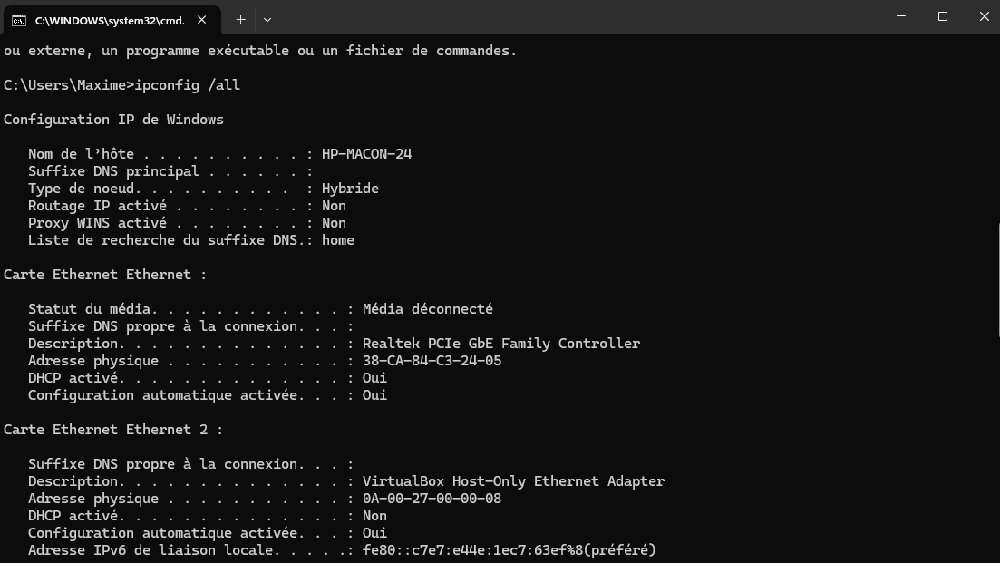 C:\WINDOWS\system32\cmd.
ou externe, un programme exécutable ou un fichier de commandes.
C:\Users\Maxime>ipconfig /all
Configuration IP de Windows
Nom de l’hôte . . . . . . . . . . : HP-MACON-24
Suffixe DNS principal . . . . . . :
Type de noeud. . . . . . . . . .  : Hybride
Routage IP activé . . . . . . . . : Non
Proxy WINS activé . . . . . . . . : Non
Liste de recherche du suffixe DNS.: home
Carte Ethernet Ethernet :
Statut du média. . . . . . . . . . . . : Média déconnecté
Suffixe DNS propre à la connexion. . . :
Description. . . . . . . . . . . . . . : Realtek PCIe GbE Family Controller
Adresse physique . . . . . . . . . . . : 38-CA-84-C3-24-05
DHCP activé. . . . . . . . . . . . . . : Oui
Configuration automatique activée. . . : Oui
Carte Ethernet Ethernet 2 :
Suffixe DNS propre à la connexion. . . :
Description. . . . . . . . . . . . . . : VirtualBox Host-Only Ethernet Adapter
Adresse physique . . . . . . . . . . . : 0A-00-27-00-00-08
DHCP activé. . . . . . . . . . . . . . : Non
Configuration automatique activée. . . : Oui
Adresse IPv6 de liaison locale. . . . .: fe80::c7e7:e44e:1ec7:63ef%8(préféré)